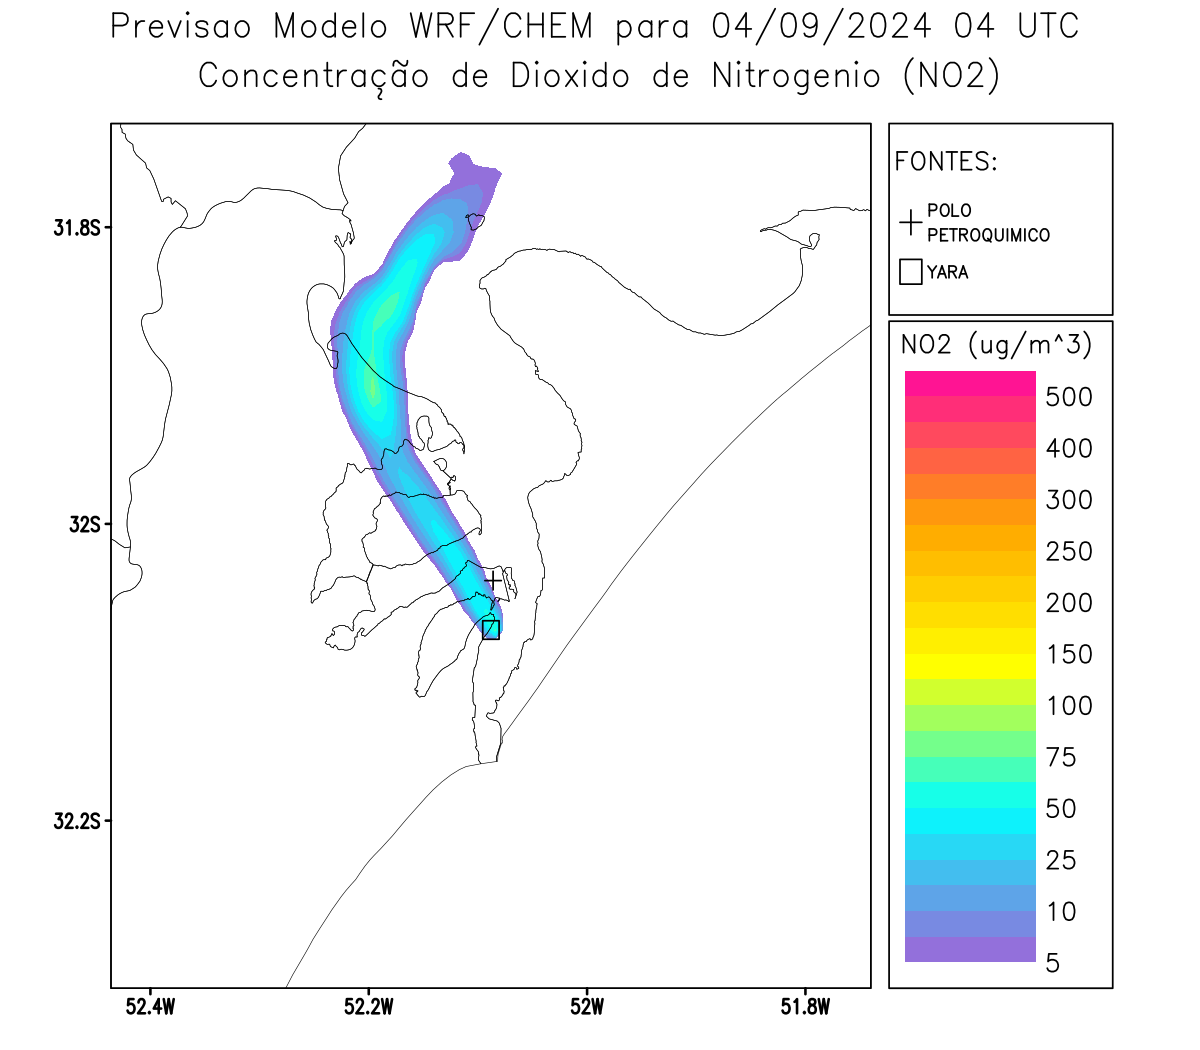 Previsao Modelo WRF/CHEM para 04/09/2024 04 UTC
Concentração de Dioxido de Nitrogenio (NO2)
FONTES:
POLO
PETROQUIMICO
YARA
NO2 (ug/m^3)
500
400
300
250
200
150
100
75
50
25
10
5
31.8S
32S
32.2S
52.4W
52.2W
52W
51.8W